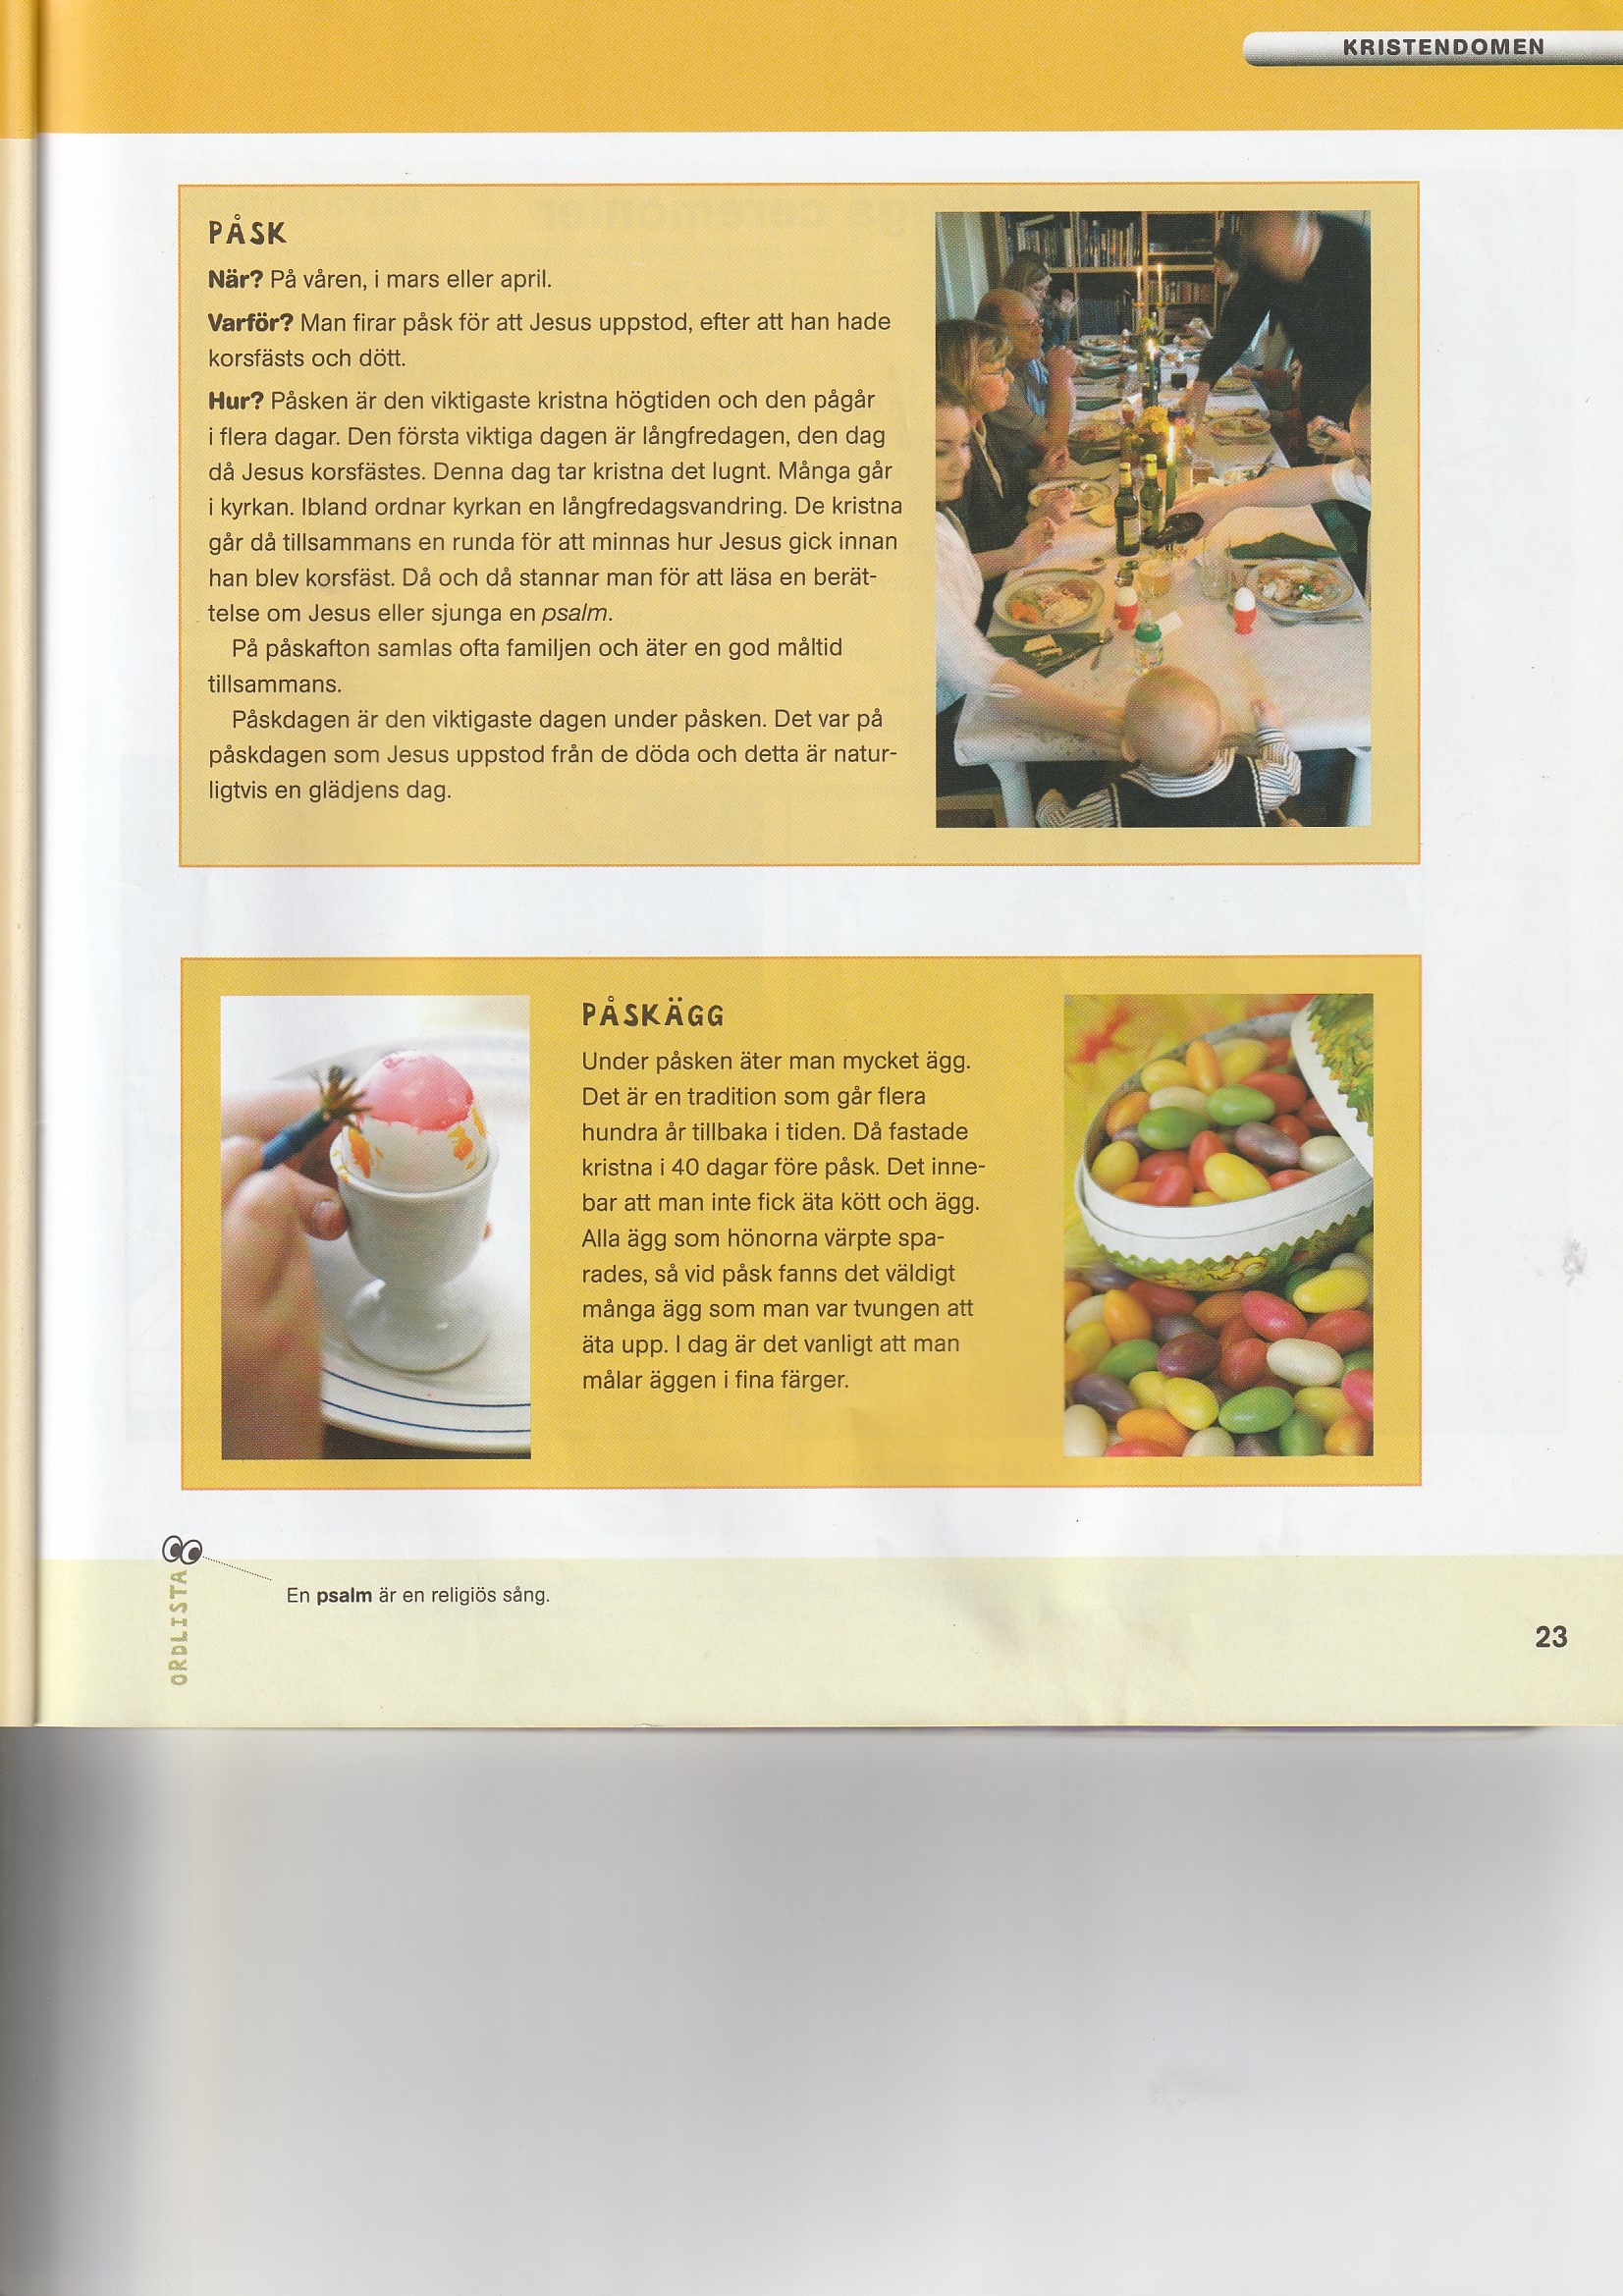 KRISTENDOMEN
PÅSK
När? På våren, i mars eller april.
Varför? Man firar påsk för att Jesus uppstod, efter att han hade
korsfästs och dött.
Hur? Påsken är den viktigaste kristna högtiden och den pågår
i flera dagar. Den första viktiga dagen är långfredagen, den dag
då Jesus korsfästes. Denna dag tar kristna det lugnt. Många går
i kyrkan. Ibland ordnar kyrkan en långfredagsvandring. De kristna
går då tillsammans en runda för att minnas hur Jesus gick innan
han blev korsfäst. Då och då stannar man för att läsa en berät-
telse om Jesus eller sjunga en psalm.
På påskafton samlas ofta familjen och äter en god måltid
tillsammans.
Påskdagen är den viktigaste dagen under påsken. Det var på
påskdagen som Jesus uppstod från de döda och detta är natur-
ligtvis en glädjens dag.
PÅSKÄGG
Under påsken äter man mycket ägg.
Det är en tradition som går flera
hundra år tillbaka i tiden. Då fastade
kristna i 40 dagar före påsk. Det inne-
bar att man inte fick äta kött och ägg.
Alla ägg som hönorna värpte spa-
rades, så vid påsk fanns det väldigt
många ägg som man var tvungen att
äta upp. I dag är det vanligt att man
målar äggen i fina färger.
ORDLISTA
En psalm är en religiös sång.
23